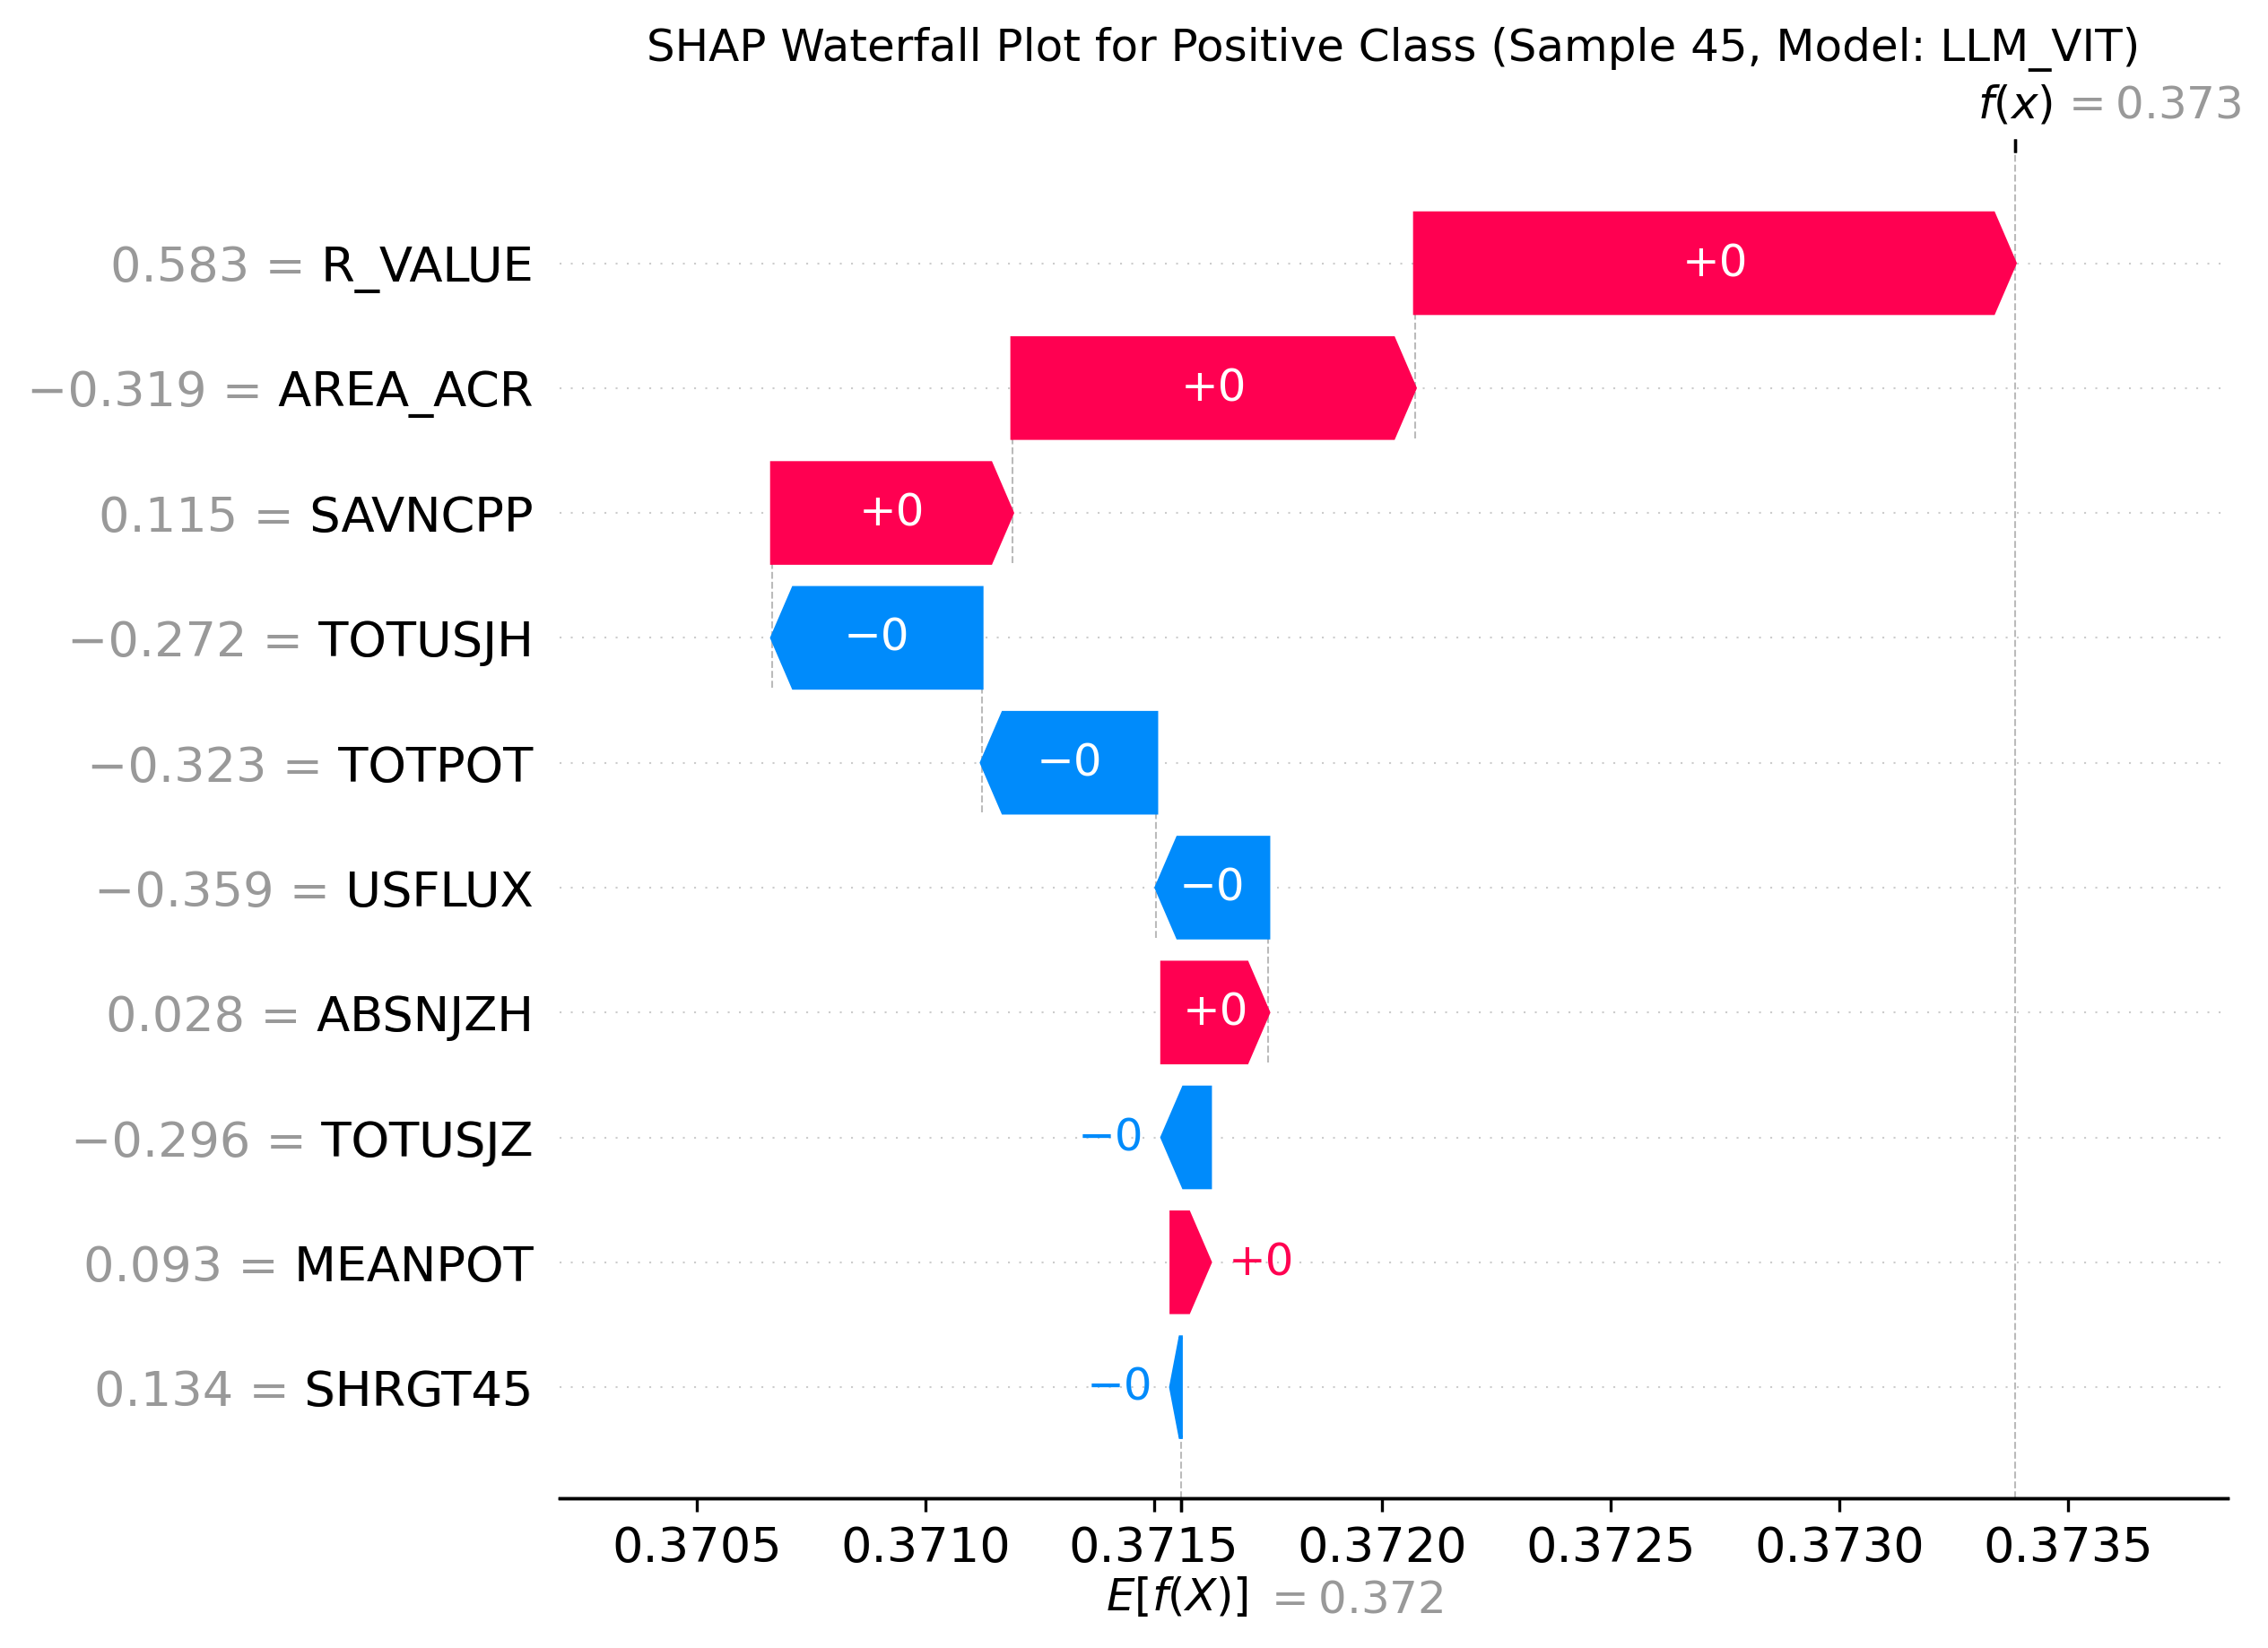 SHAP Waterfall Plot for Positive Class (Sample 45, Model: LLM_VIT)
f(x) = 0.373
0.583 = R_VALUE +0
−0.319 = AREA_ACR +0
0.115 = SAVNCPP +0
−0.272 = TOTUSJH −0
−0.323 = TOTPOT −0
−0.359 = USFLUX −0
0.028 = ABSNJZH +0
−0.296 = TOTUSJZ −0
0.093 = MEANPOT +0
0.134 = SHRGT45 −0
0.3705 0.3710 0.3715 0.3720 0.3725 0.3730 0.3735
E[f(X)] = 0.372